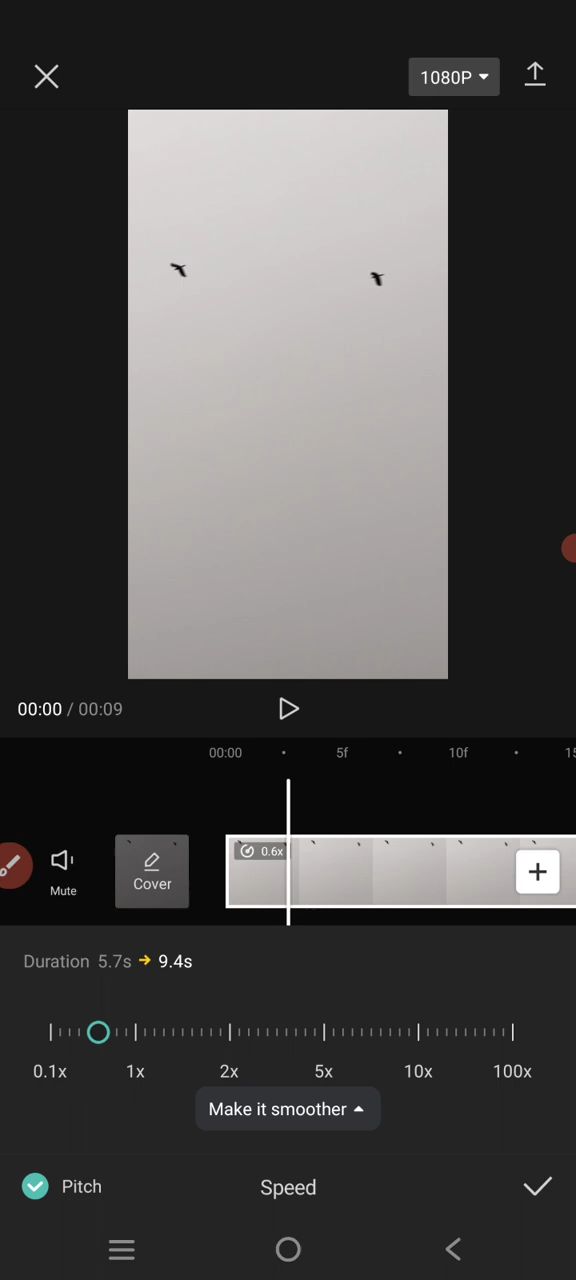 1080P
00:00 / 00:09
00:00 5f 10f 15
Mute
Cover
0.6x
Duration 5.7s 9.4s
0.1x 1x 2x 5x 10x 100x
Make it smoother
Pitch
Speed